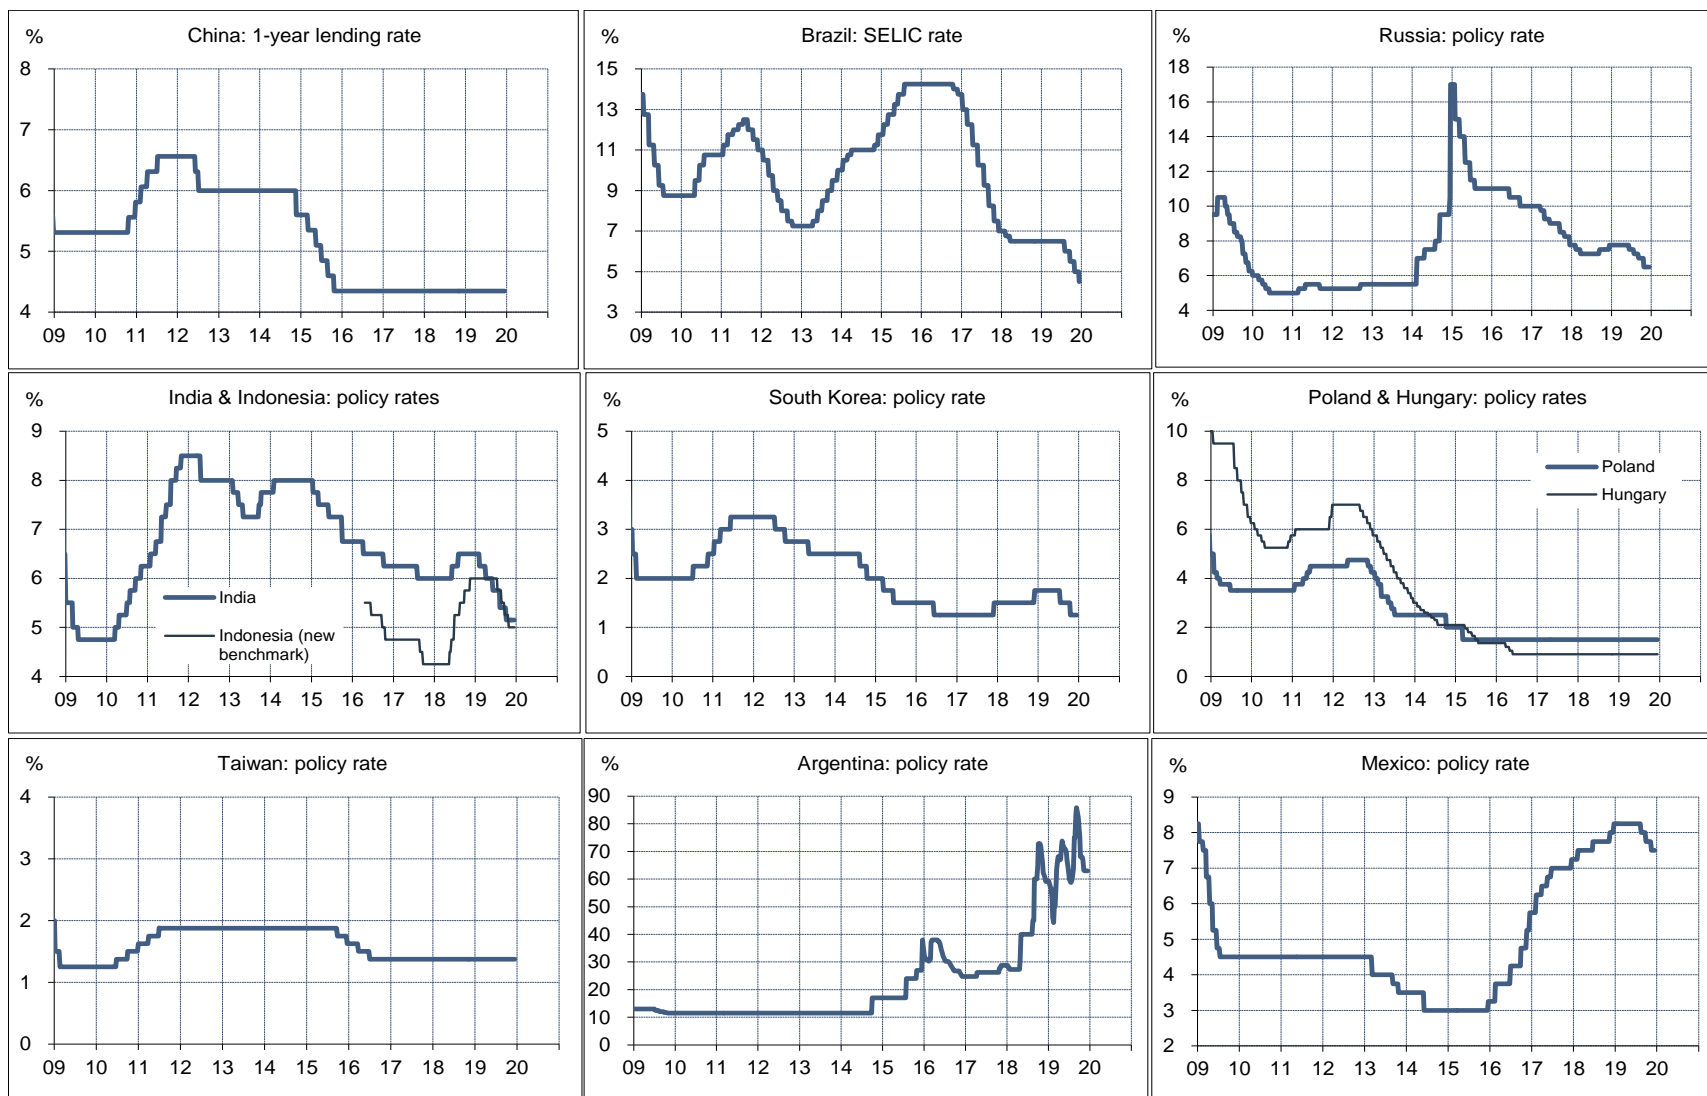 % China: 1-year lending rate
8
7
6
5
4
09 10 11 12 13 14 15 16 17 18 19 20
% Brazil: SELIC rate
15
13
11
9
7
5
3
09 10 11 12 13 14 15 16 17 18 19 20
% Russia: policy rate
18
16
14
12
10
8
6
4
09 10 11 12 13 14 15 16 17 18 19 20
% India & Indonesia: policy rates
9
8
7
6
5
4
India
Indonesia (new
benchmark)
09 10 11 12 13 14 15 16 17 18 19 20
% South Korea: policy rate
5
4
3
2
1
0
09 10 11 12 13 14 15 16 17 18 19 20
% Poland & Hungary: policy rates
10
8
6
4
2
0
Poland
Hungary
09 10 11 12 13 14 15 16 17 18 19 20
% Taiwan: policy rate
4
3
2
1
0
09 10 11 12 13 14 15 16 17 18 19 20
% Argentina: policy rate
90
80
70
60
50
40
30
20
10
0
09 10 11 12 13 14 15 16 17 18 19 20
% Mexico: policy rate
9
8
7
6
5
4
3
2
09 10 11 12 13 14 15 16 17 18 19 20